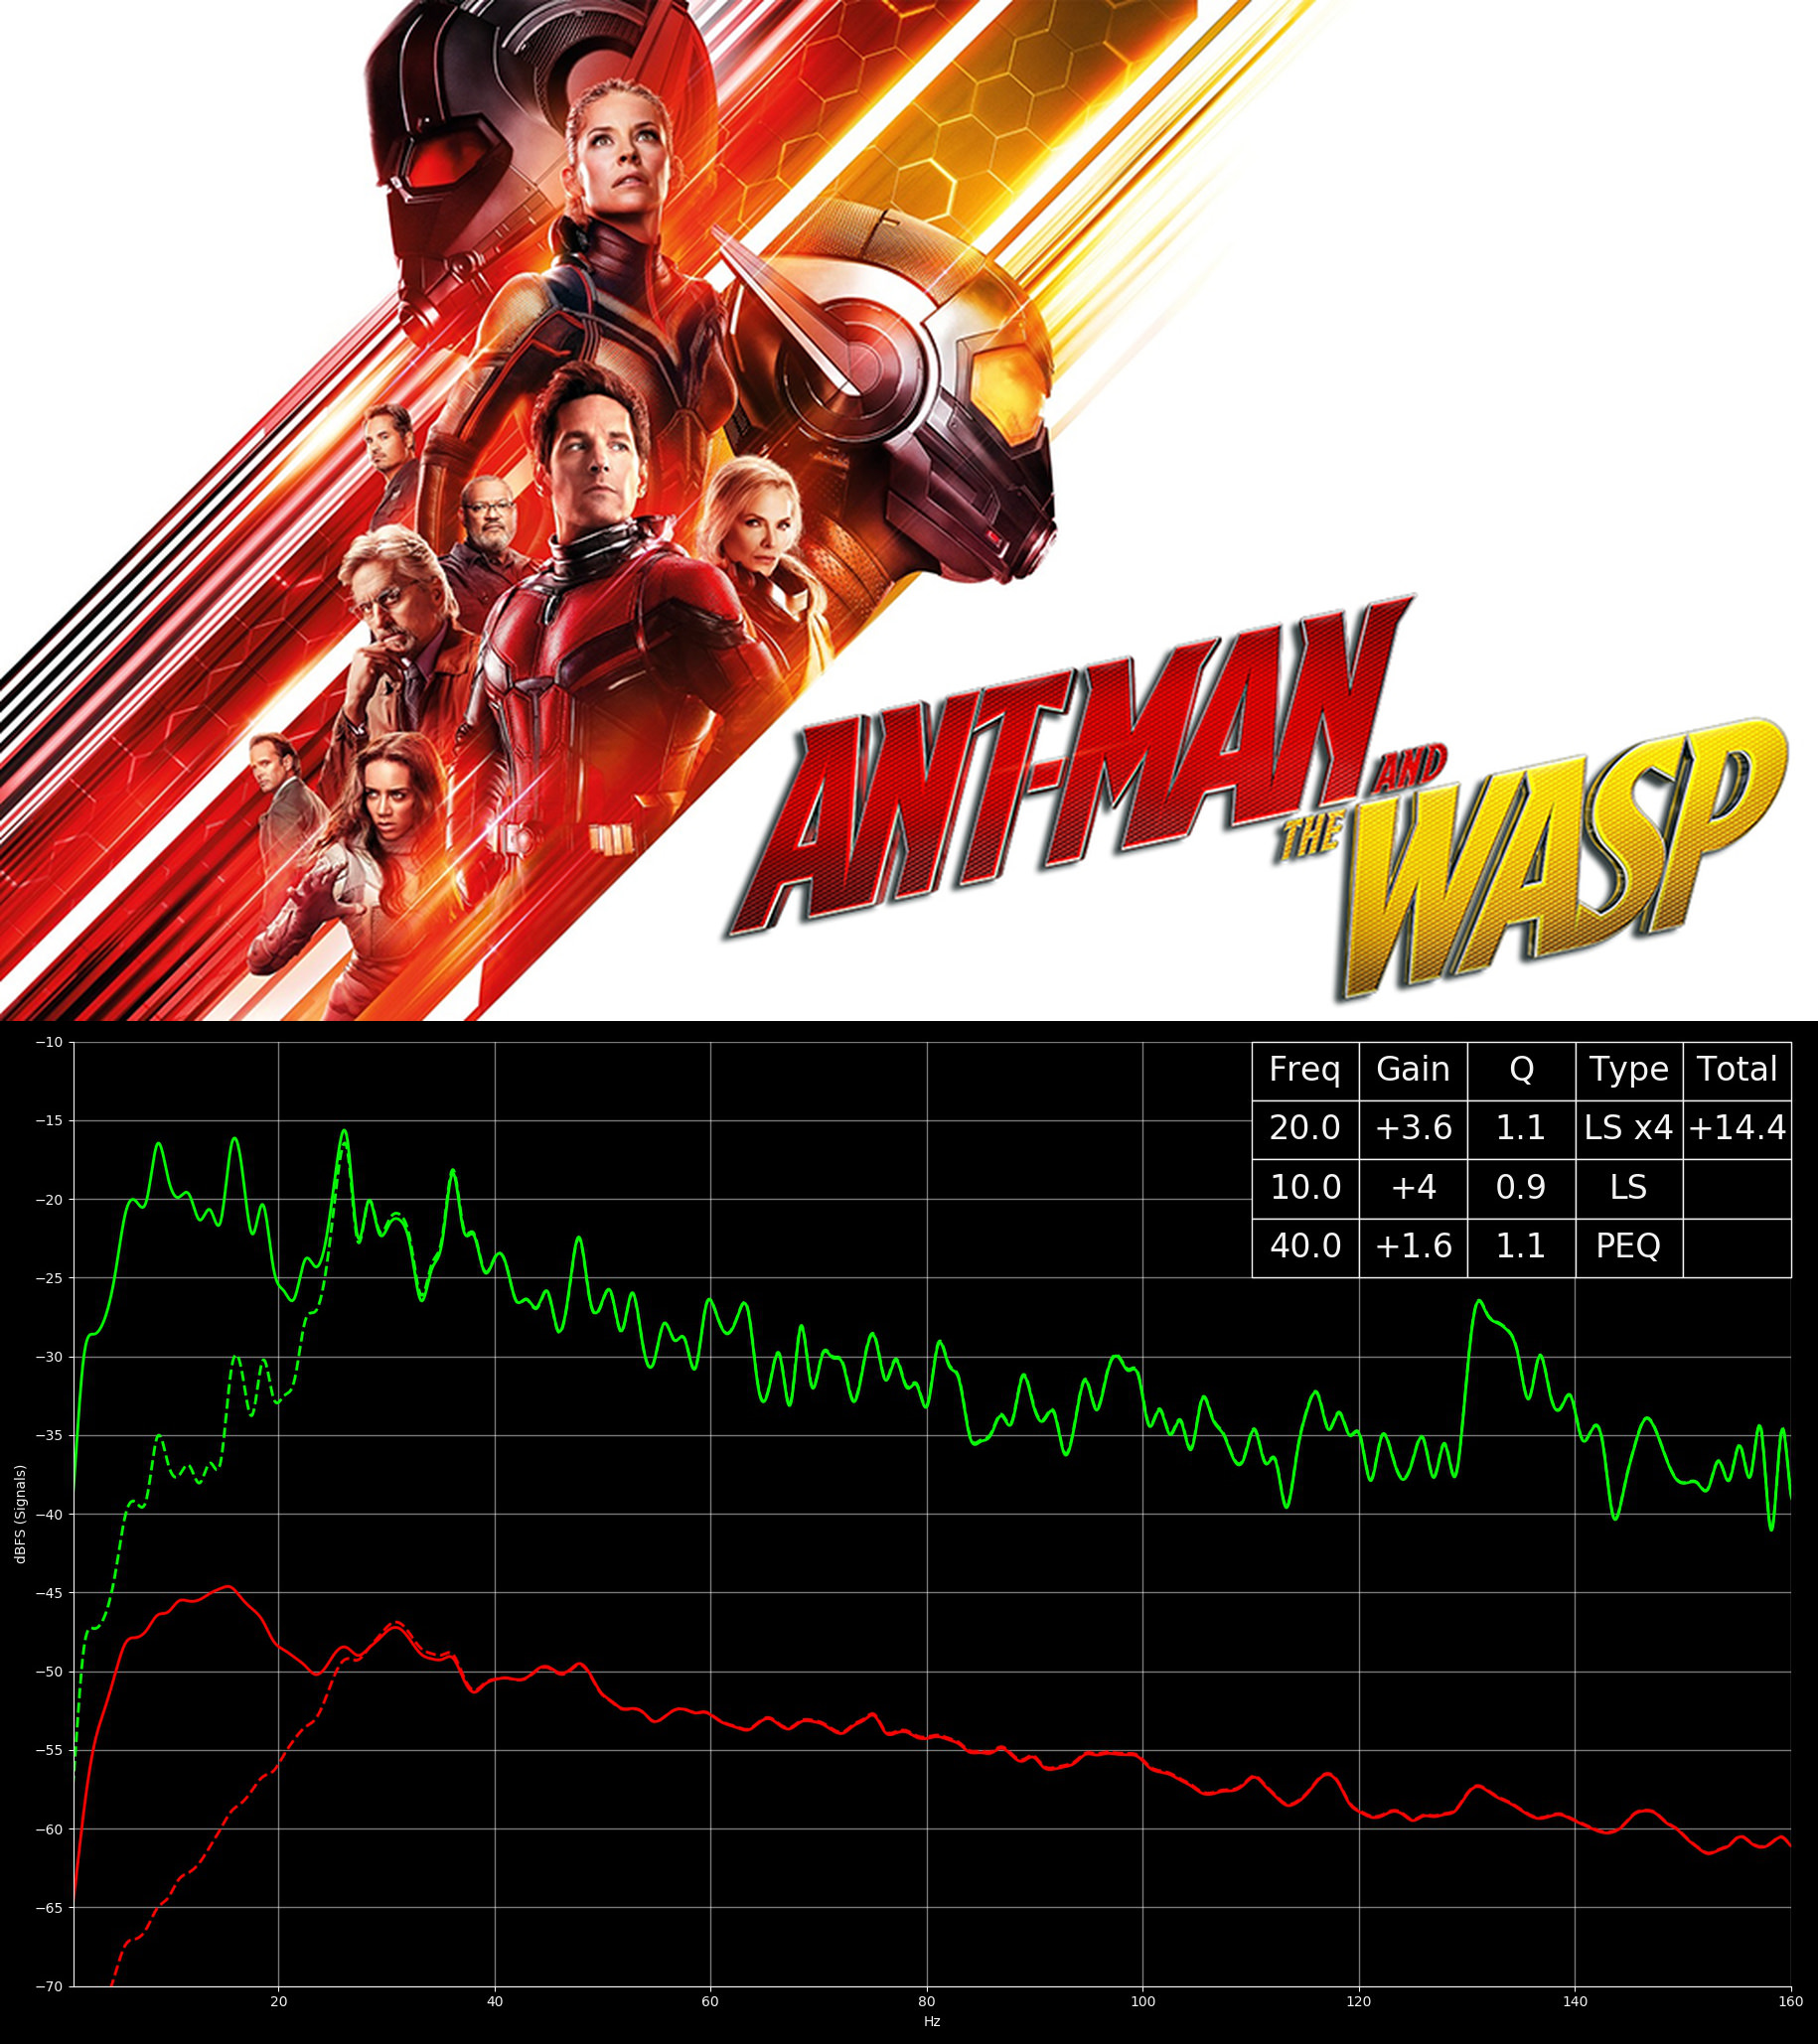 ANT-MAN
AND
THE
WASP
Freq Gain Q Type Total
20.0 +3.6 1.1 LS x4 +14.4
10.0 +4 0.9 LS
40.0 +1.6 1.1 PEQ
−10
−15
−20
−25
−30
−35
−40
−45
−50
−55
−60
−65
−70
dBFS (Signals)
20 40 60 80 100 120 140 160
Hz